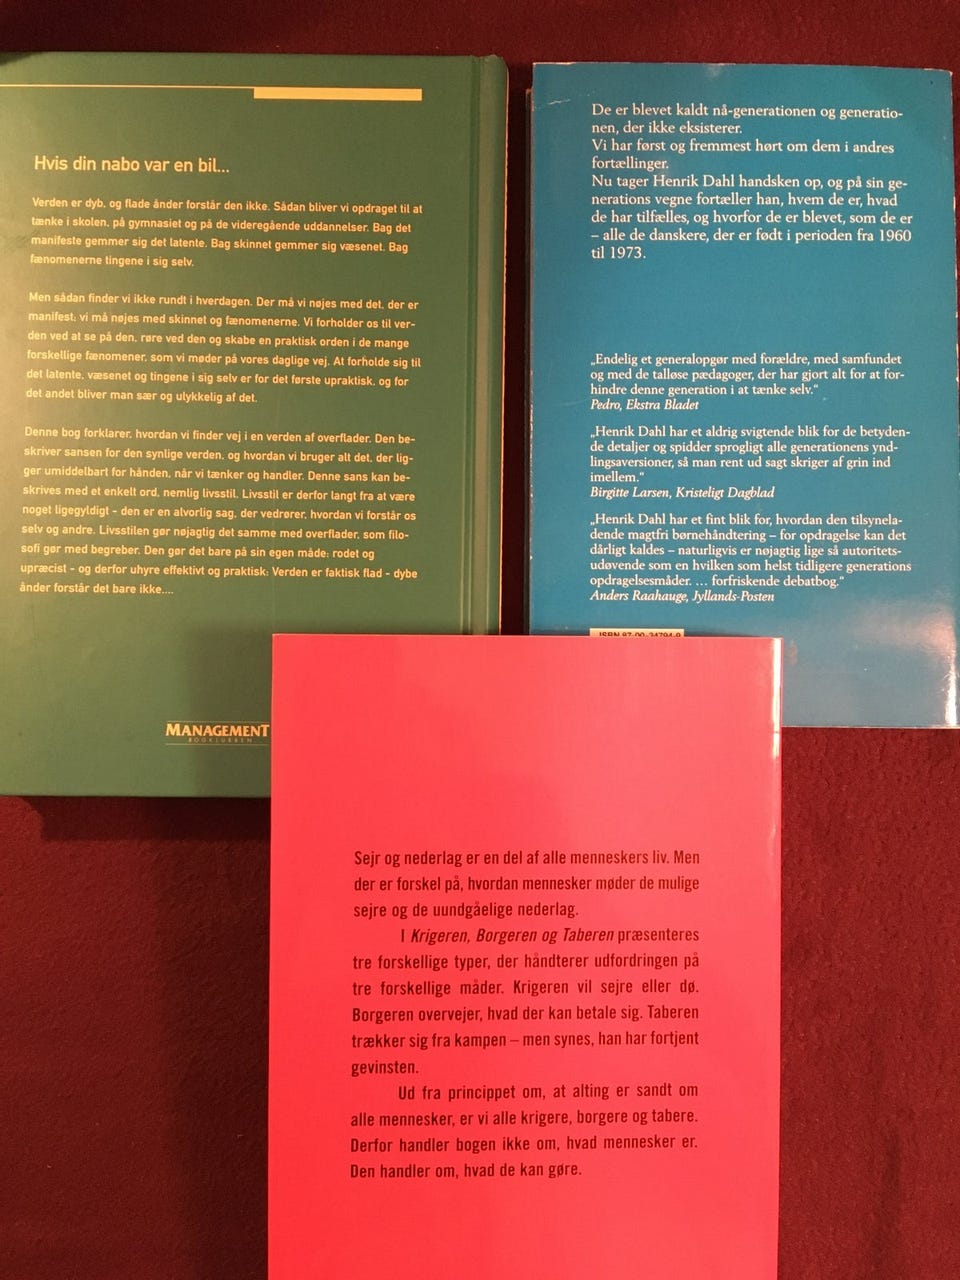 Hvis din nabo var en bil...
Verden er dyb, og flade ånder forstår den ikke. Sådan bliver vi opdraget til at
tænke i skolen, på gymnasiet og på de videregående uddannelser. Bag det
manifeste gemmer sig det latente. Bag skinnet gemmer sig væsenet. Bag
fænomenerne tingene i sig selv.
Men sådan finder vi ikke rundt i hverdagen. Der må vi nøjes med det, der er
manifest; vi må nøjes med skinnet og fænomenerne. Vi forholder os til ver-
den ved at se på den, røre ved den og skabe en praktisk orden i de mange
forskellige fænomener, som vi møder på vores daglige vej. At forholde sig til
det latente, væsenet og tingene i sig selv er for det første upraktisk, og for
det andet bliver man sær og ulykkelig af det.
Denne bog forklarer, hvordan vi finder vej i en verden af overflader. Den be-
skriver sansen for den synlige verden, og hvordan vi bruger alt det, der lig-
ger umiddelbart for hånden, når vi tænker og handler. Denne sans kan be-
skrives med et enkelt ord, nemlig livsstil. Livsstil er derfor langt fra at være
noget ligegyldigt - den er en alvorlig sag, der vedrører, hvordan vi forstår os
selv og andre. Livsstilen gør nøjagtig det samme med overflader, som filo-
sofi gør med begreber. Den gør det bare på sin egen måde: rodet og
upræcist - og derfor uhyre effektivt og praktisk: Verden er faktisk flad - dybe
ånder forstår det bare ikke....
MANAGEMENT
BOGKLUBBEN
De er blevet kaldt nå-generationen og generatio-
nen, der ikke eksisterer.
Vi har først og fremmest hørt om dem i andres
fortællinger.
Nu tager Henrik Dahl handsken op, og på sin ge-
nerations vegne fortæller han, hvem de er, hvad
de har tilfælles, og hvorfor de er blevet, som de er
– alle de danskere, der er født i perioden fra 1960
til 1973.
„Endelig et generalopgør med forældre, med samfundet
og med de talløse pædagoger, der har gjort alt for at for-
hindre denne generation i at tænke selv.“
Pedro, Ekstra Bladet
„Henrik Dahl har et aldrig svigtende blik for de betyden-
de detaljer og spidder sprogligt alle generationens ynd-
lingsaversioner, så man rent ud sagt skriger af grin ind
imellem.“
Birgitte Larsen, Kristeligt Dagblad
„Henrik Dahl har et fint blik for, hvordan den tilsynela-
dende magtfri børnehåndtering – for opdragelse kan det
dårligt kaldes – naturligvis er nøjagtig lige så autoritets-
udøvende som en hvilken som helst tidligere generations
opdragelsesmåder. ... forfriskende debatbog.“
Anders Raahauge, Jyllands-Posten
ISBN 87-00-34794-9
Sejr og nederlag er en del af alle menneskers liv. Men
der er forskel på, hvordan mennesker møder de mulige
sejre og de uundgåelige nederlag.
I Krigeren, Borgeren og Taberen præsenteres
tre forskellige typer, der håndterer udfordringen på
tre forskellige måder. Krigeren vil sejre eller dø.
Borgeren overvejer, hvad der kan betale sig. Taberen
trækker sig fra kampen – men synes, han har fortjent
gevinsten.
Ud fra princippet om, at alting er sandt om
alle mennesker, er vi alle krigere, borgere og tabere.
Derfor handler bogen ikke om, hvad mennesker er.
Den handler om, hvad de kan gøre.